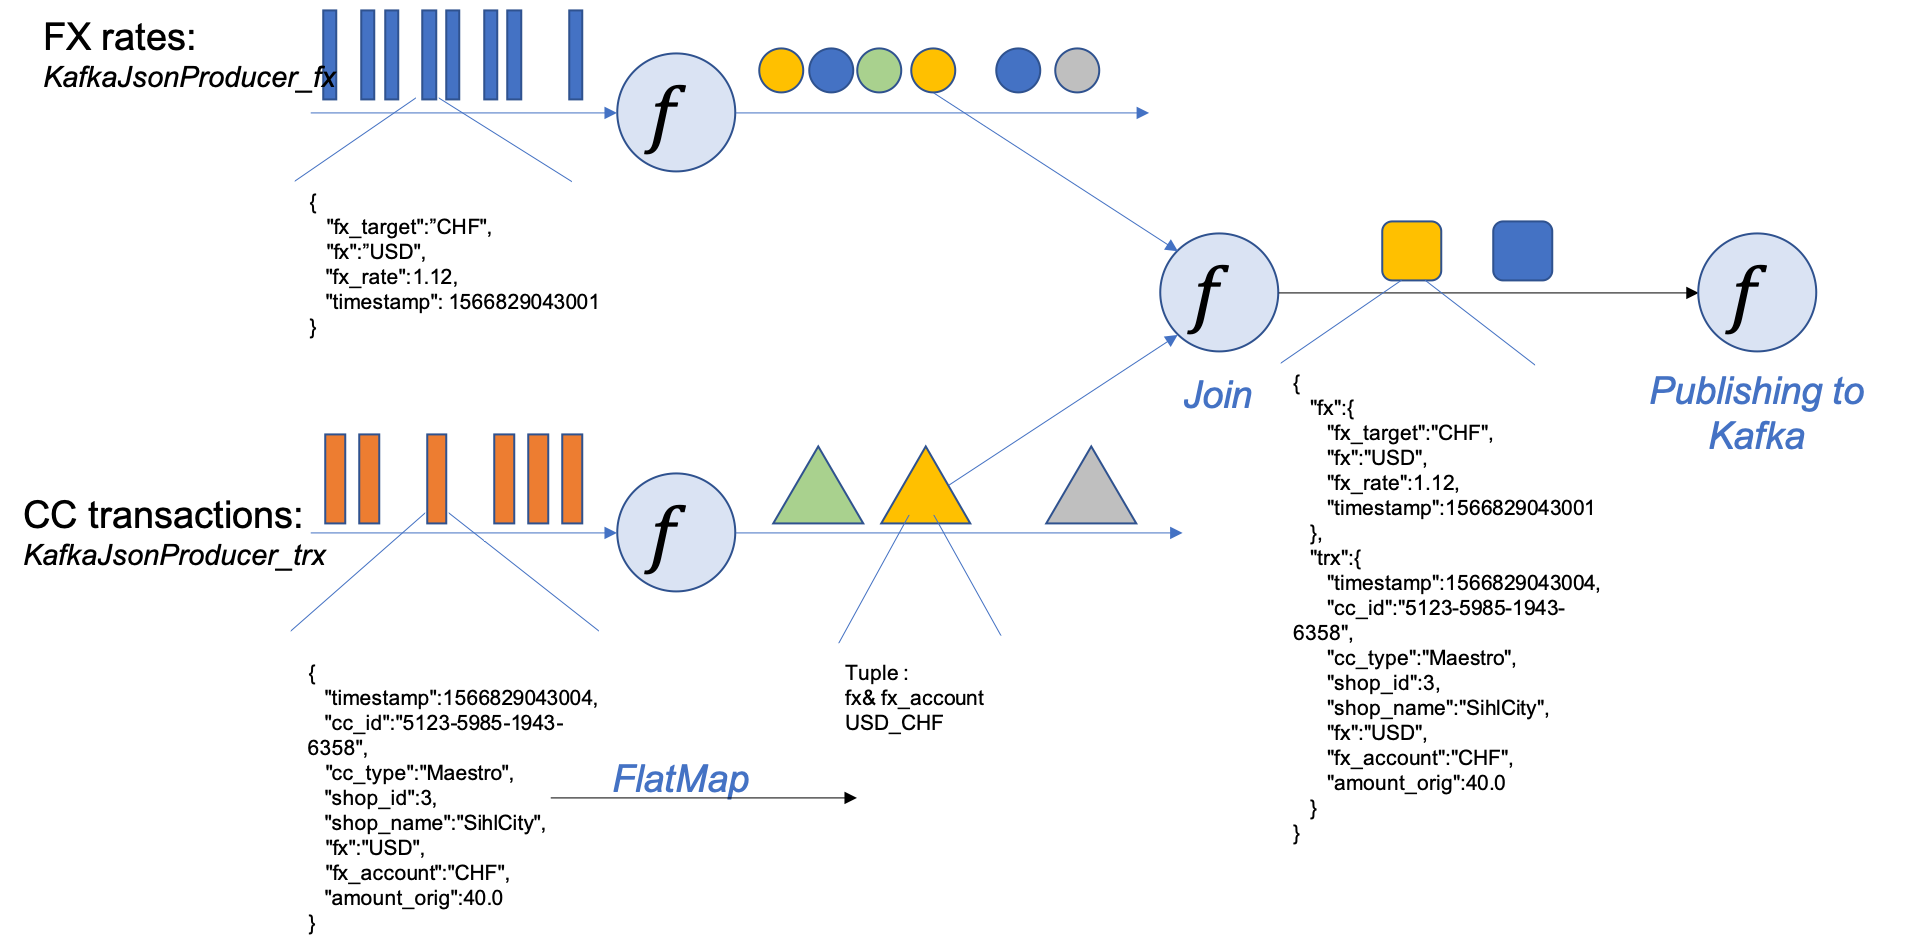 FX rates:
KafkaJsonProducer_fx
f
{
"fx_target":”CHF",
"fx":”USD",
"fx_rate":1.12,
"timestamp": 1566829043001
}
f
Join
f
Publishing to
Kafka
CC transactions:
KafkaJsonProducer_trx
f
{
"timestamp":1566829043004,
"cc_id":"5123-5985-1943-
6358",
"cc_type":"Maestro",
"shop_id":3,
"shop_name":"SihlCity",
"fx":"USD",
"fx_account":"CHF",
"amount_orig":40.0
}
FlatMap
Tuple :
fx& fx_account
USD_CHF
{
"fx":{
"fx_target":"CHF",
"fx":"USD",
"fx_rate":1.12,
"timestamp":1566829043001
},
"trx":{
"timestamp":1566829043004,
"cc_id":"5123-5985-1943-
6358",
"cc_type":"Maestro",
"shop_id":3,
"shop_name":"SihlCity",
"fx":"USD",
"fx_account":"CHF",
"amount_orig":40.0
}
}